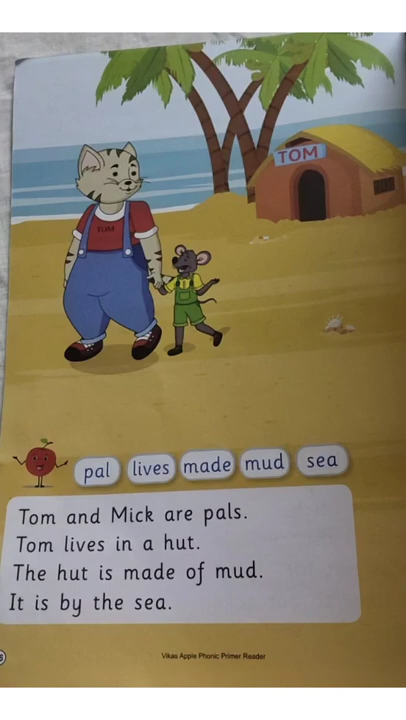 TOM
TOM
pal lives made mud sea
Tom and Mick are pals.
Tom lives in a hut.
The hut is made of mud.
It is by the sea.
Vikas Apple Phonic Primer Reader